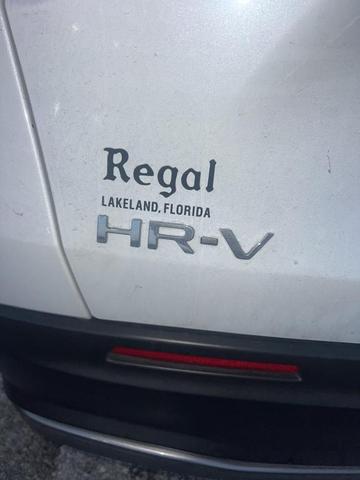 Regal
LAKELAND, FLORIDA
HR-V